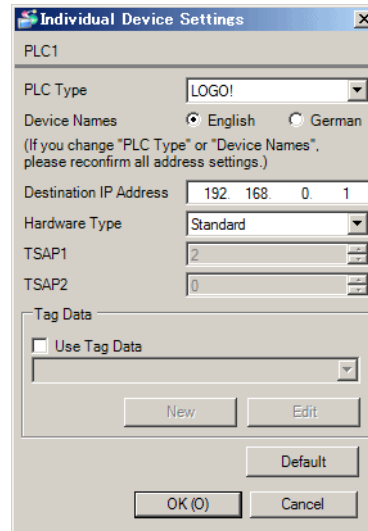 Individual Device Settings
PLC1
PLC Type LOGO!
Device Names English German
(If you change "PLC Type" or "Device Names",
please reconfirm all address settings.)
Destination IP Address 192. 168. 0. 1
Hardware Type Standard
TSAP1 2
TSAP2 0
Tag Data
Use Tag Data
New Edit
Default
OK (O) Cancel